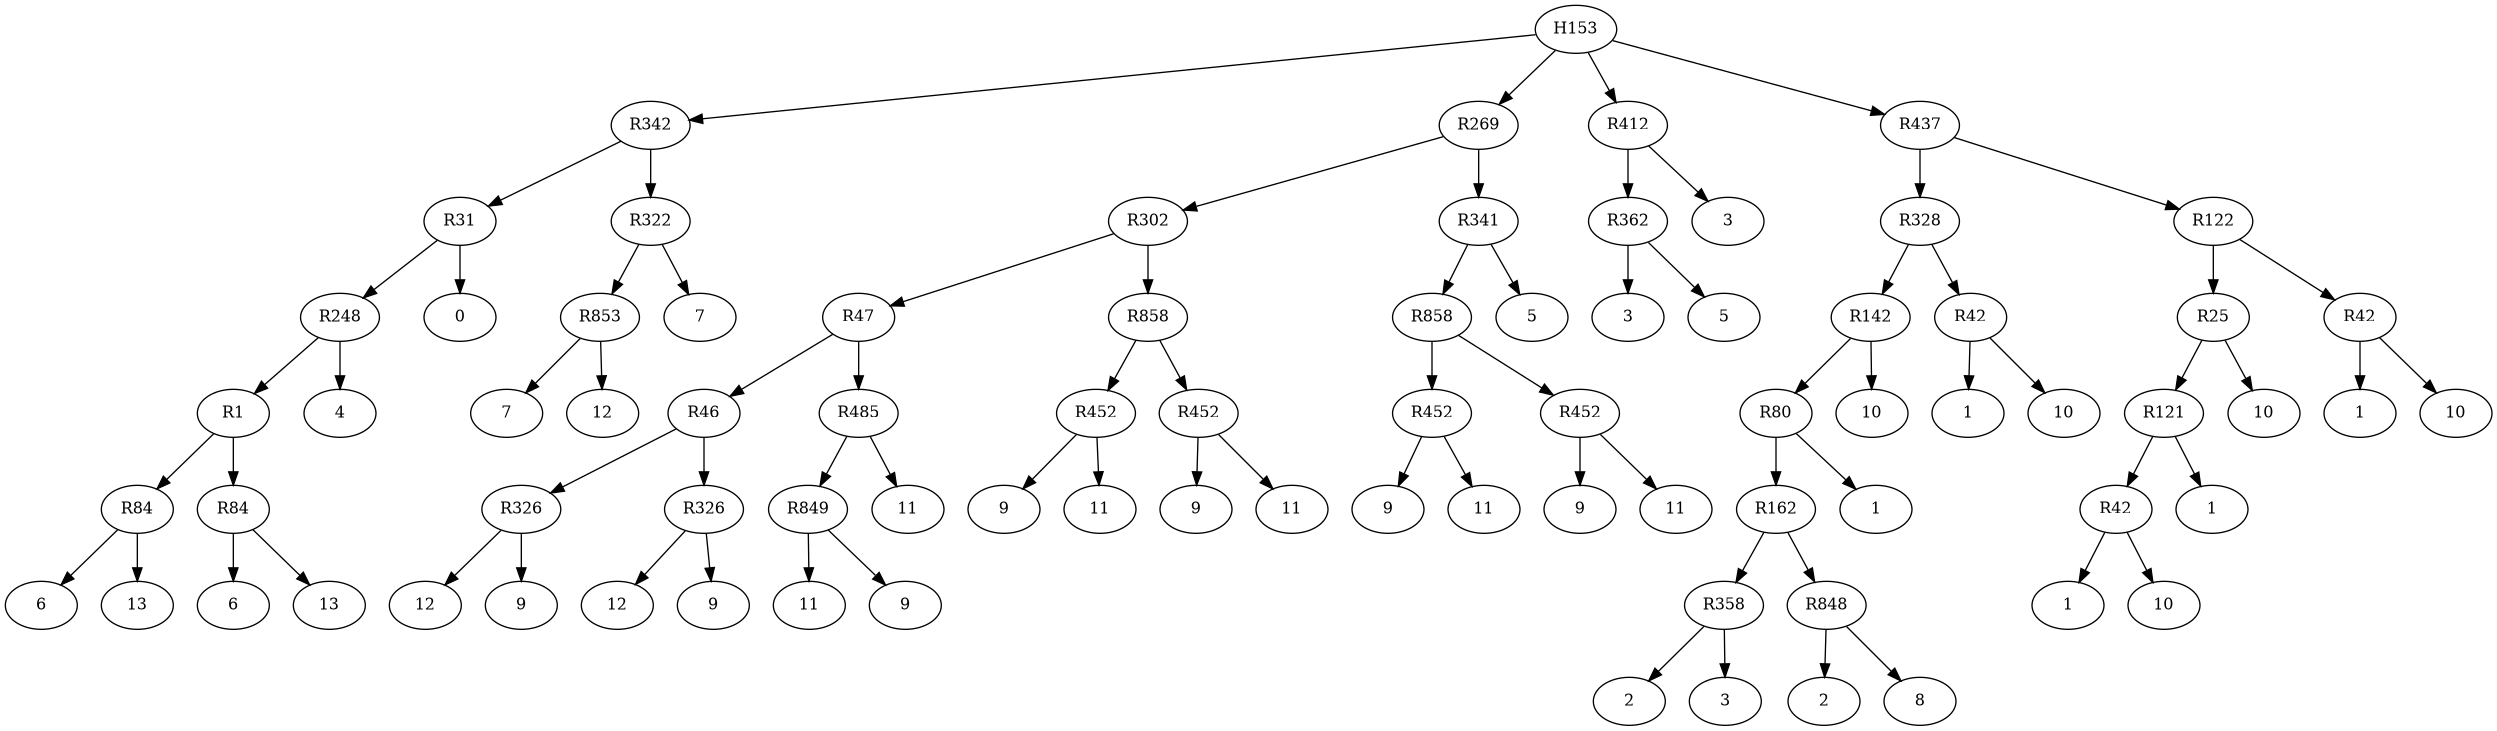 H153
R342 R269 R412 R437
R31 R322 R302 R341 R362 3 R328 R122
R248 0 R853 7 R47 R858 R858 5 3 5 R142 R42 R25 R42
R1 4 7 12 R46 R485 R452 R452 R452 R452 R80 10 1 10 R121 10 1 10
R84 R84 R326 R326 R849 11 9 11 9 11 9 11 9 11 R162 1 R42 1
6 13 6 13 12 9 12 9 11 9 R358 R848 1 10
2 3 2 8